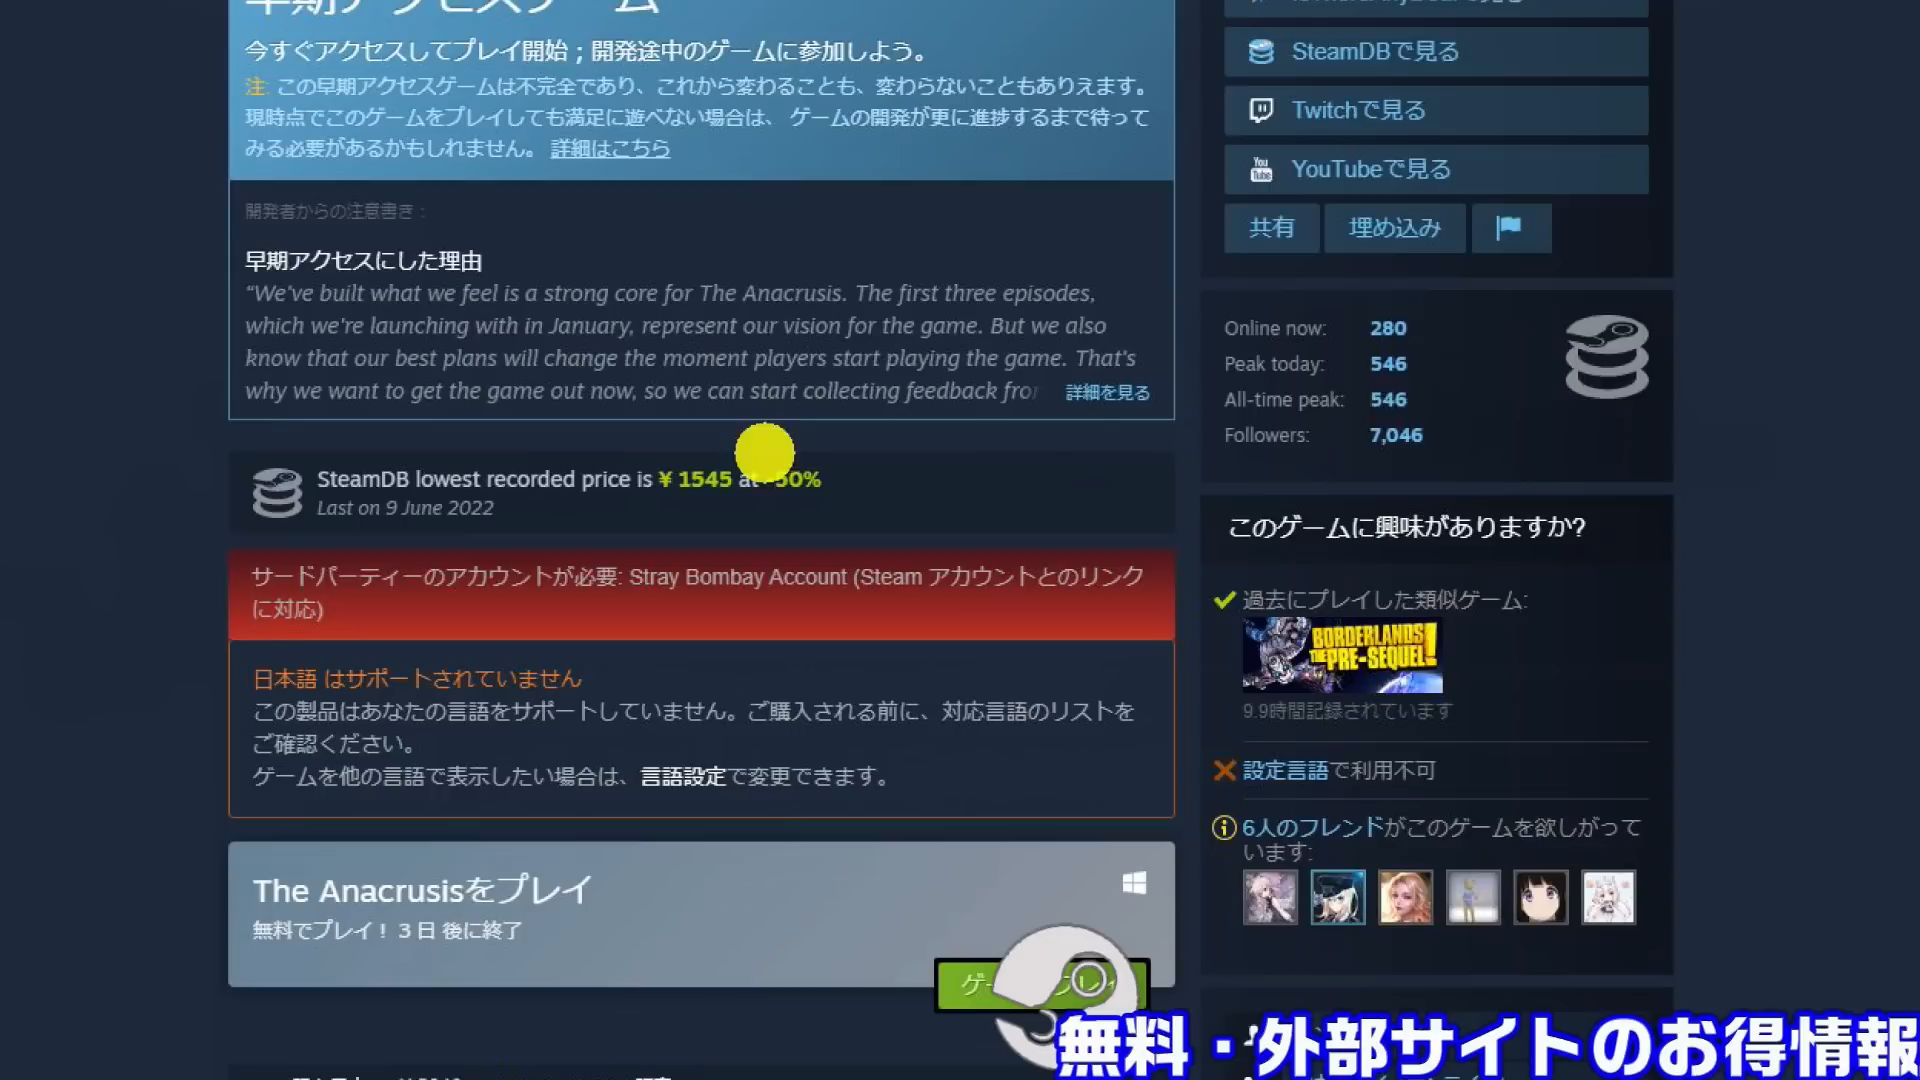 早期アクセスゲーム
今すぐアクセスしてプレイ開始；開発途中のゲームに参加しよう。
注: この早期アクセスゲームは不完全であり、これから変わることも、変わらないこともありえます。
現時点でこのゲームをプレイしても満足に遊べない場合は、 ゲームの開発が更に進捗するまで待って
みる必要があるかもしれません。 詳細はこちら
開発者からの注意書き：
早期アクセスにした理由
“We've built what we feel is a strong core for The Anacrusis. The first three episodes,
which we're launching with in January, represent our vision for the game. But we also
know that our best plans will change the moment players start playing the game. That's
why we want to get the game out now, so we can start collecting feedback from
詳細を見る
SteamDB lowest recorded price is ¥ 1545 at -50%
Last on 9 June 2022
サードパーティーのアカウントが必要: Stray Bombay Account (Steam アカウントとのリンク
に対応)
日本語 はサポートされていません
この製品はあなたの言語をサポートしていません。ご購入される前に、対応言語のリストを
ご確認ください。
ゲームを他の言語で表示したい場合は、言語設定で変更できます。
The Anacrusisをプレイ
無料でプレイ！ 3 日 後に終了
SteamDBで見る
Twitchで見る
You Tube YouTubeで見る
共有 埋め込み
Online now: 280
Peak today: 546
All-time peak: 546
Followers: 7,046
このゲームに興味がありますか?
過去にプレイした類似ゲーム:
BORDERLANDS
THE PRE-SEQUEL!
9.9時間記録されています
設定言語で利用不可
6人のフレンドがこのゲームを欲しがって
います:
無料・外部サイトのお得情報